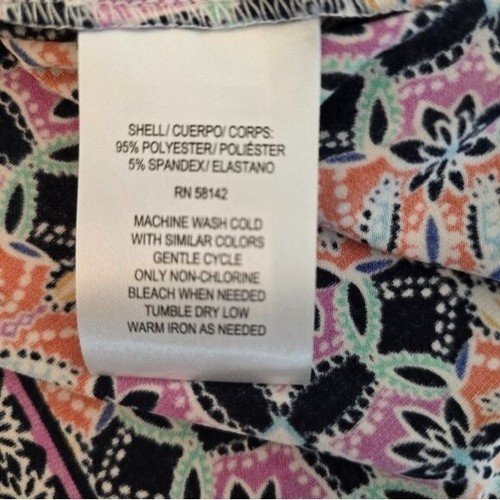 SHELL/ CUERPO/ CORPS:
95% POLYESTER/ POLIÉSTER
5% SPANDEX/ ELASTANO
RN 58142
MACHINE WASH COLD
WITH SIMILAR COLORS
GENTLE CYCLE
ONLY NON-CHLORINE
BLEACH WHEN NEEDED
TUMBLE DRY LOW
WARM IRON AS NEEDED